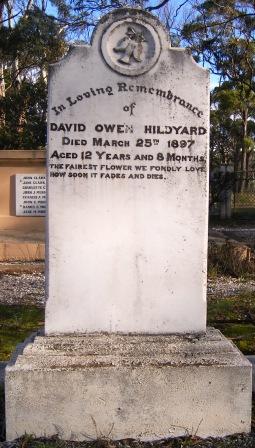 In Loving Remembrance
of
DAVID OWEN HILDYARD
DIED MARCH 25TH 1897
AGED 12 YEARS AND 8 MONTHS.
THE FAIREST FLOWER WE FONDLY LOVE
HOW SOON IT FADES AND DIES.